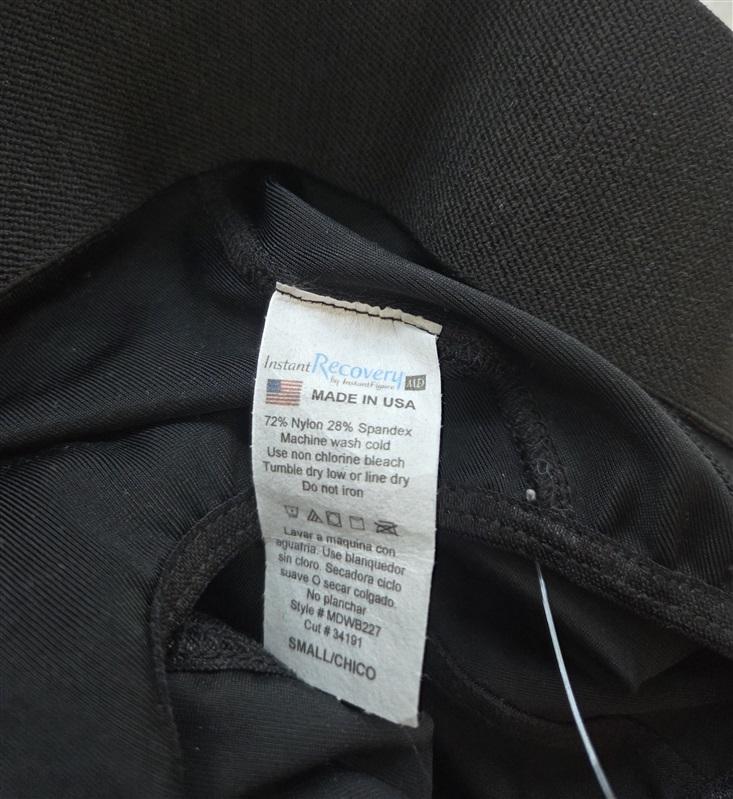 Instant Recovery MD
by InstantFigure
MADE IN USA
72% Nylon 28% Spandex
Machine wash cold
Use non chlorine bleach
Tumble dry low or line dry
Do not iron
Lavar a maquina con
aguafria. Use blanquedor
sin cloro. Secadora ciclo
suave O secar colgado.
No planchar
Style # MDWB227
Cut # 34191
SMALL/CHICO